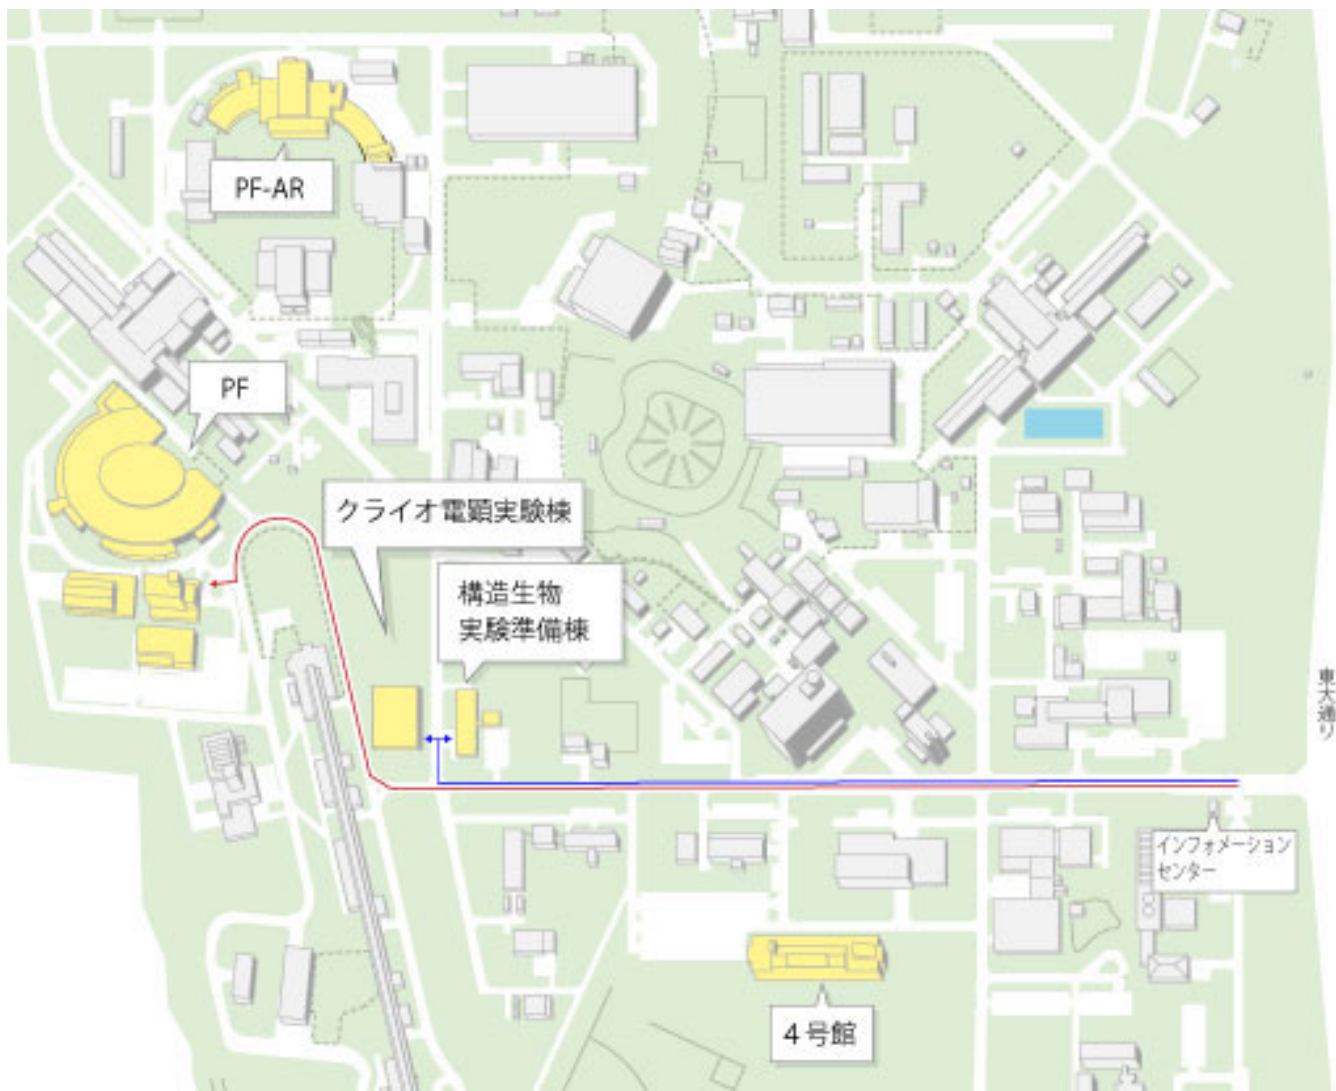 PF-AR
PF
クライオ電顕実験棟
構造生物
実験準備棟
東大通り
インフォメーション
センター
4号館